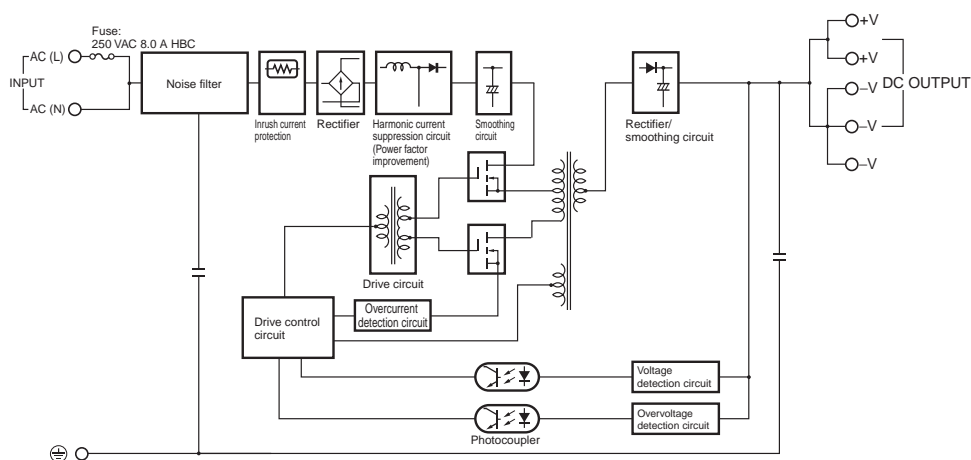 Fuse:
250 VAC 8.0 A HBC
AC (L)
INPUT
AC (N)
Noise filter
Inrush current
protection
Rectifier
Harmonic current
suppression circuit
(Power factor
improvement)
Smoothing
circuit
Rectifier/
smoothing circuit
+V
+V
DC OUTPUT
–V
–V
–V
Drive circuit
Drive control
circuit
Overcurrent
detection circuit
Voltage
detection circuit
Overvoltage
detection circuit
Photocoupler